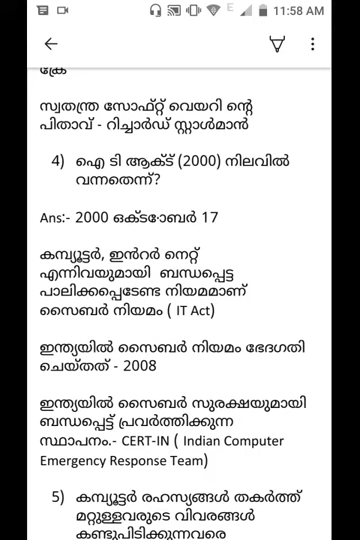 11:58 AM
ക്രേ
സ്വതന്ത്ര സോഫ്റ്റ് വെയറി ന്റെ
പിതാവ് - റിച്ചാർഡ് സ്റ്റാൾമാൻ
4) ഐ ടി ആക്ട് (2000) നിലവിൽ
വന്നതെന്ന്?
Ans:- 2000 ഒക്ടോബർ 17
കമ്പ്യൂട്ടർ, ഇൻറർ നെറ്റ്
എന്നിവയുമായി ബന്ധപ്പെട്ട
പാലിക്കപ്പെടേണ്ട നിയമമാണ്
സൈബർ നിയമം ( IT Act)
ഇന്ത്യയിൽ സൈബർ നിയമം ഭേദഗതി
ചെയ്തത് - 2008
ഇന്ത്യയിൽ സൈബർ സുരക്ഷയുമായി
ബന്ധപ്പെട്ട് പ്രവർത്തിക്കുന്ന
സ്ഥാപനം.- CERT-IN ( Indian Computer
Emergency Response Team)
5) കമ്പ്യൂട്ടർ രഹസ്യങ്ങൾ തകർത്ത്
മറ്റുള്ളവരുടെ വിവരങ്ങൾ
കണ്ടുപിടിക്കുന്നവരെ